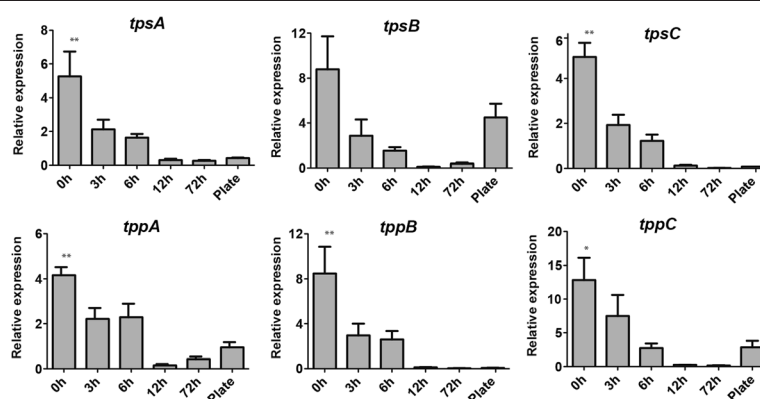 tpsA
tpsB
tpsC
Relative expression
8
6
4
2
0
**
0h
3h
6h
12h
72h
Plate
Relative expression
12
8
4
0
0h
3h
6h
12h
72h
Plate
Relative expression
6
4
2
0
**
0h
3h
6h
12h
72h
Plate
tppA
tppB
tppC
Relative expression
6
4
2
0
**
0h
3h
6h
12h
72h
Plate
Relative expression
12
8
4
0
**
0h
3h
6h
12h
72h
Plate
Relative expression
20
15
10
5
0
*
0h
3h
6h
12h
72h
Plate